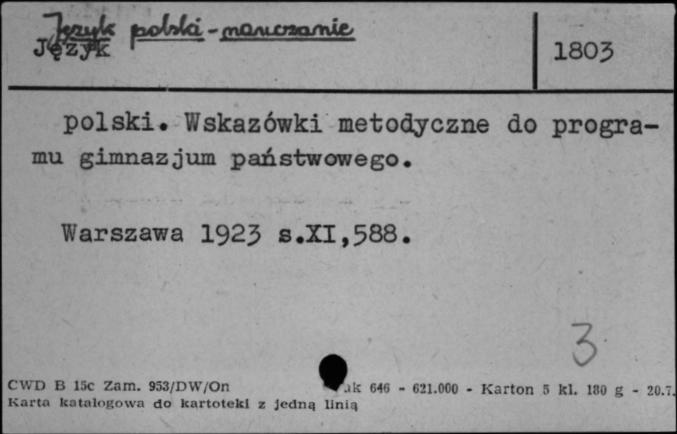 Język polski - nauczanie
Język
1803
polski. Wskazówki metodyczne do progra-
mu gimnazjum państwowego.
Warszawa 1923 s.XI,588.
3
CWD B 15c Zam. 953/DW/On 646 - 621.000 - Karton 5 kl. 180 g - 20.7.
Karta katalogowa do kartoteki z jedną linią